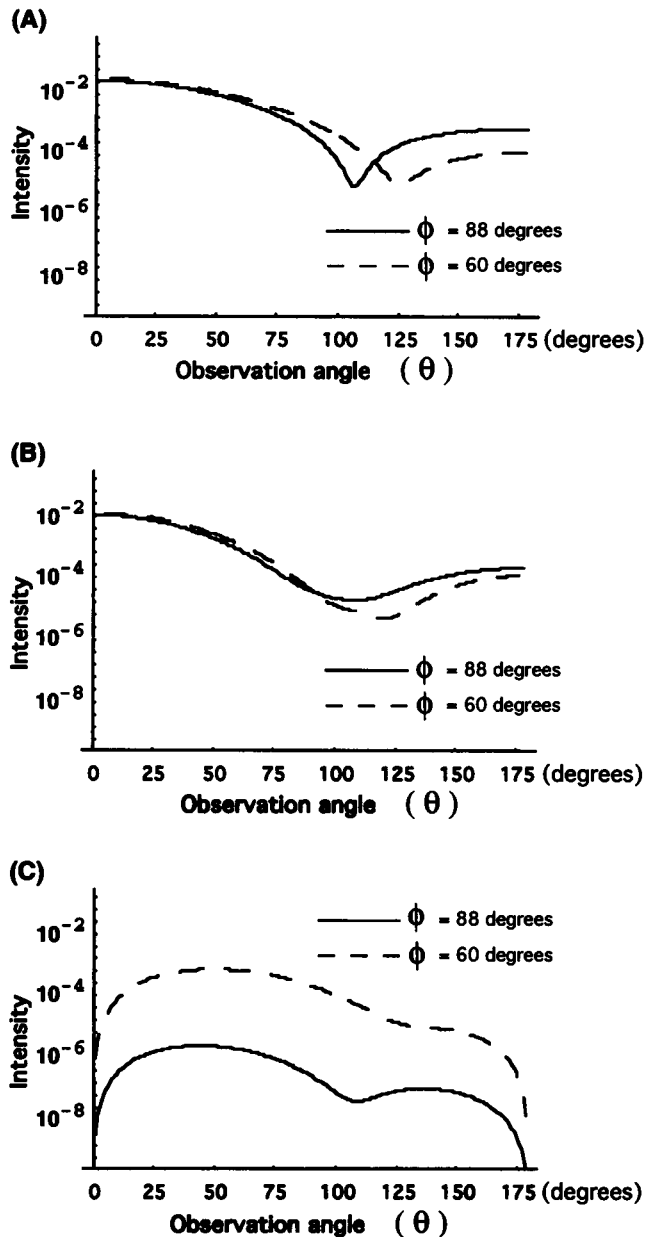 (A)
Intensity
10⁻²
10⁻⁴
10⁻⁶
10⁻⁸
ϕ = 88 degrees
ϕ = 60 degrees
0 25 50 75 100 125 150 175 (degrees)
Observation angle (θ)
(B)
Intensity
10⁻²
10⁻⁴
10⁻⁶
10⁻⁸
ϕ = 88 degrees
ϕ = 60 degrees
0 25 50 75 100 125 150 175 (degrees)
Observation angle (θ)
(C)
Intensity
10⁻²
10⁻⁴
10⁻⁶
10⁻⁸
ϕ = 88 degrees
ϕ = 60 degrees
0 25 50 75 100 125 150 175 (degrees)
Observation angle (θ)